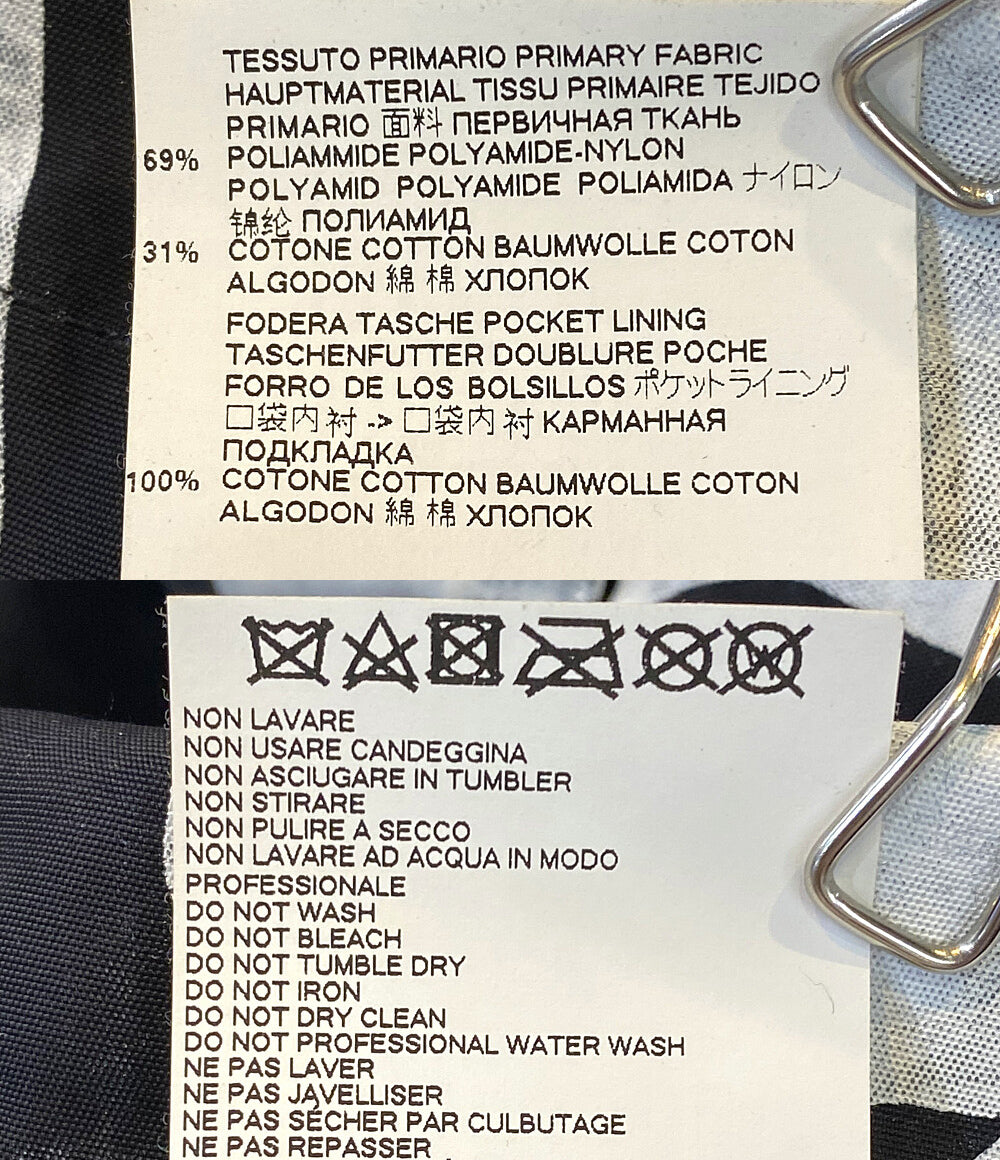 TESSUTO PRIMARIO PRIMARY FABRIC
HAUPTMATERIAL TISSU PRIMAIRE TEJIDO
PRIMARIO 面料 ПЕРВИЧНАЯ ТКАНЬ
69% POLIAMMIDE POLYAMIDE-NYLON
POLYAMID POLYAMIDE POLIAMIDA ナイロン
锦纶 ПОЛИАМИД
31% COTONE COTTON BAUMWOLLE COTON
ALGODON 綿 棉 ХЛОПОК
FODERA TASCHE POCKET LINING
TASCHENFUTTER DOUBLURE POCHE
FORRO DE LOS BOLSILLOS ポケットライニング
口袋内衬 -> 口袋内衬 КАРМАННАЯ
ПОДКЛАДКА
100% COTONE COTTON BAUMWOLLE COTON
ALGODON 綿 棉 ХЛОПОК
W
NON LAVARE
NON USARE CANDEGGINA
NON ASCIUGARE IN TUMBLER
NON STIRARE
NON PULIRE A SECCO
NON LAVARE AD ACQUA IN MODO
PROFESSIONALE
DO NOT WASH
DO NOT BLEACH
DO NOT TUMBLE DRY
DO NOT IRON
DO NOT DRY CLEAN
DO NOT PROFESSIONAL WATER WASH
NE PAS LAVER
NE PAS JAVELLISER
NE PAS SÉCHER PAR CULBUTAGE
NE PAS REPASSER